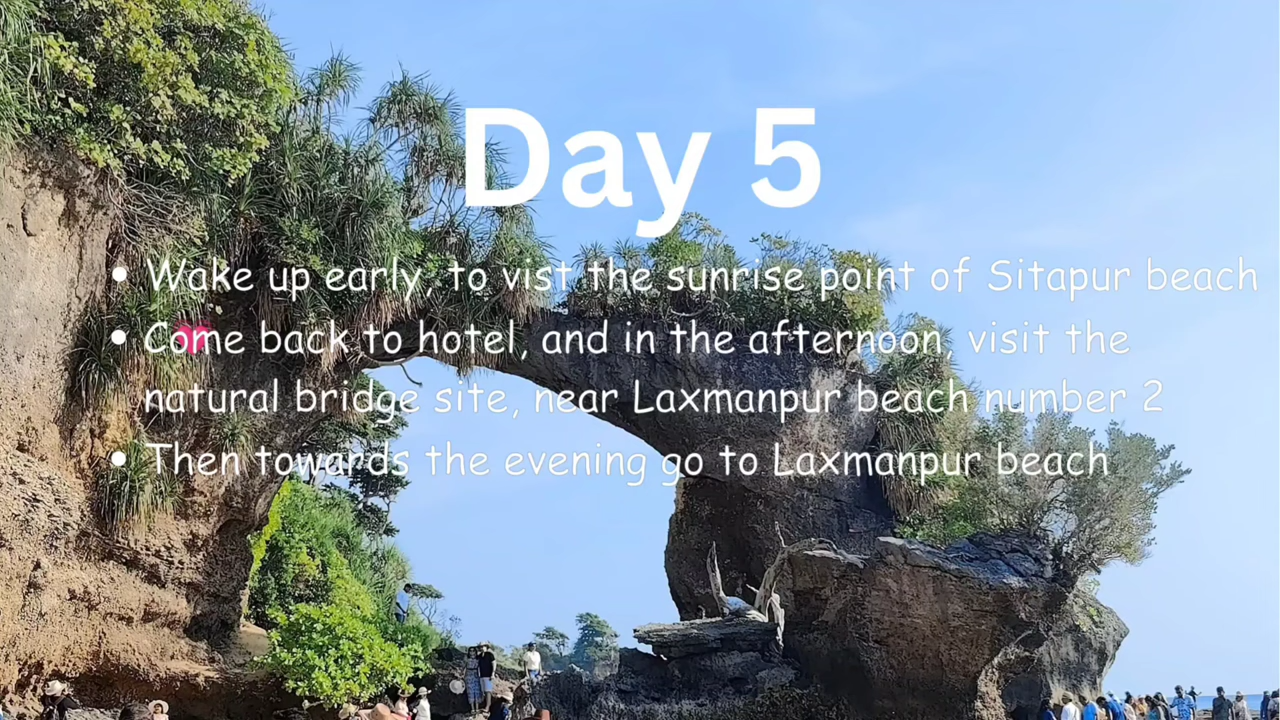 Day 5
• Wake up early, to vist the sunrise point of Sitapur beach
• Come back to hotel, and in the afternoon, visit the
natural bridge site, near Laxmanpur beach number 2
• Then towards the evening go to Laxmanpur beach